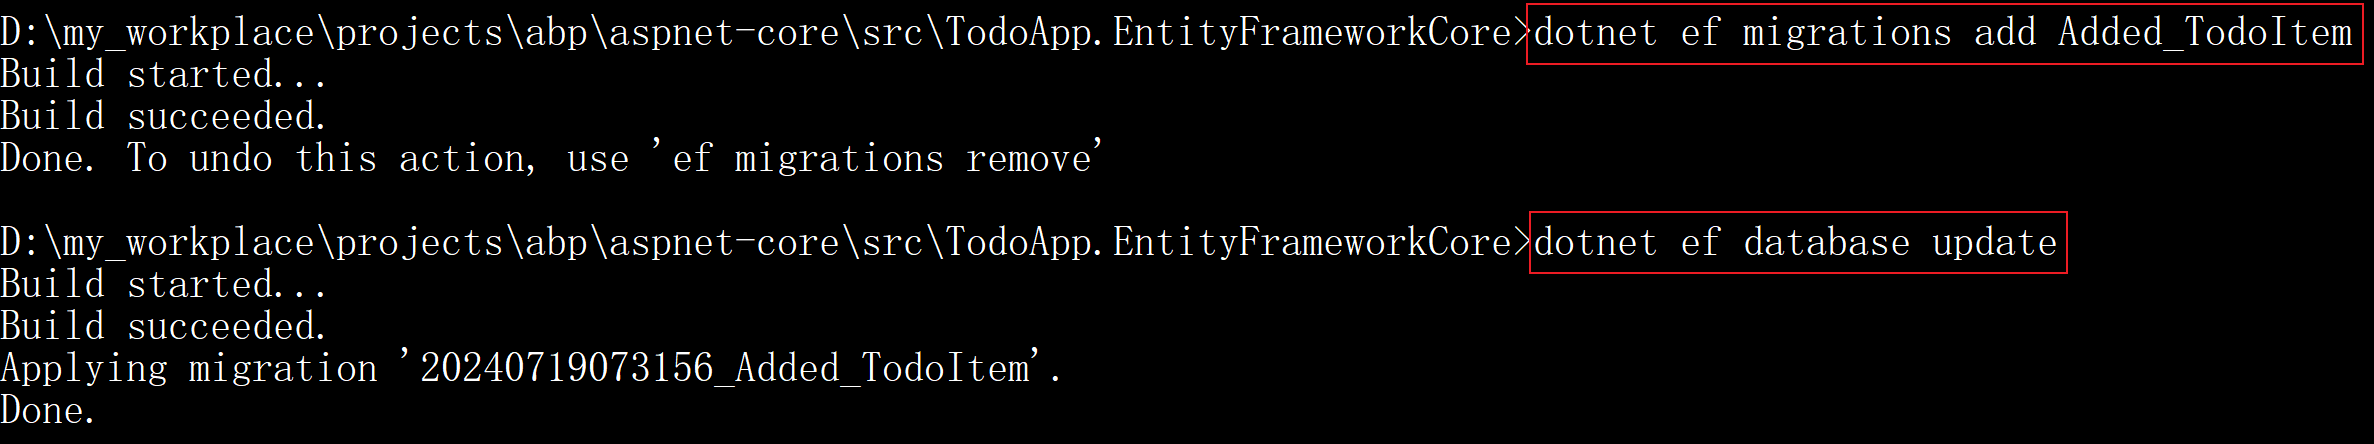 D:\my_workplace\projects\abp\aspnet-core\src\TodoApp.EntityFrameworkCore>dotnet ef migrations add Added_TodoItem
Build started...
Build succeeded.
Done. To undo this action, use 'ef migrations remove'
D:\my_workplace\projects\abp\aspnet-core\src\TodoApp.EntityFrameworkCore>dotnet ef database update
Build started...
Build succeeded.
Applying migration '20240719073156_Added_TodoItem'.
Done.